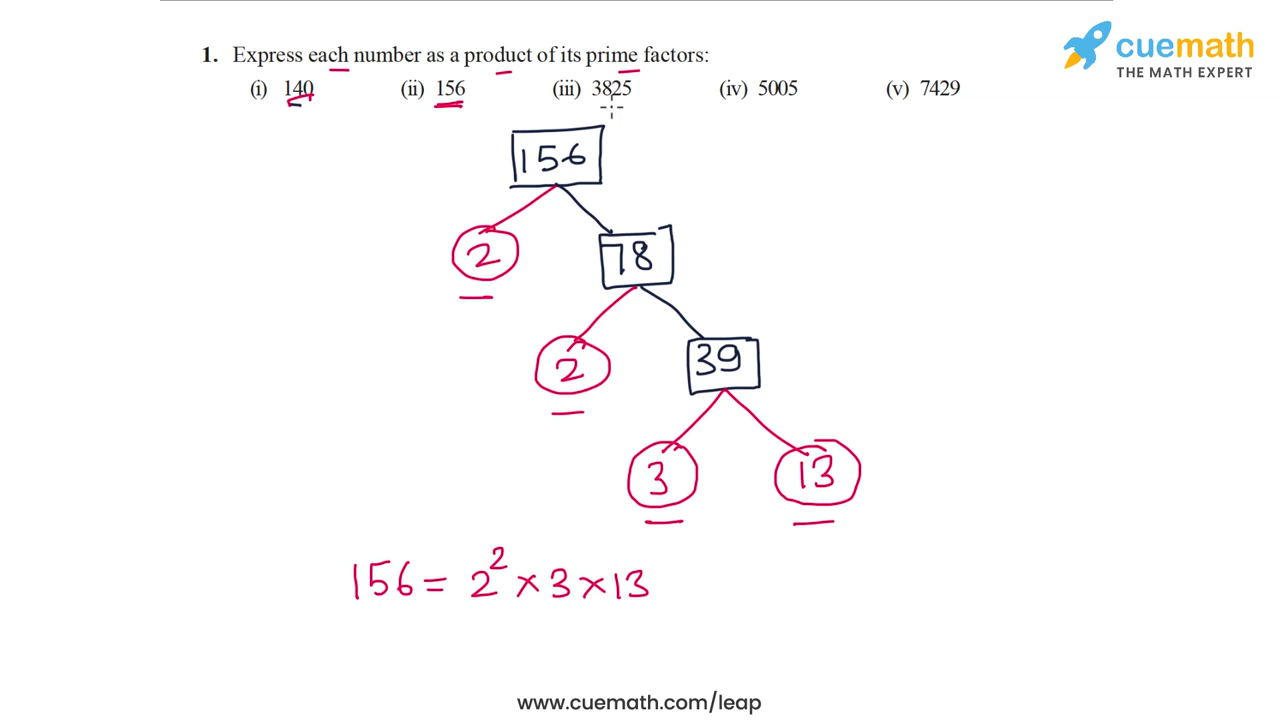 cuemath
THE MATH EXPERT
1. Express each number as a product of its prime factors:
(i) 140 (ii) 156 (iii) 3825 (iv) 5005 (v) 7429
156
2 78
2 39
3 13
156 = 2² × 3 × 13
www.cuemath.com/leap